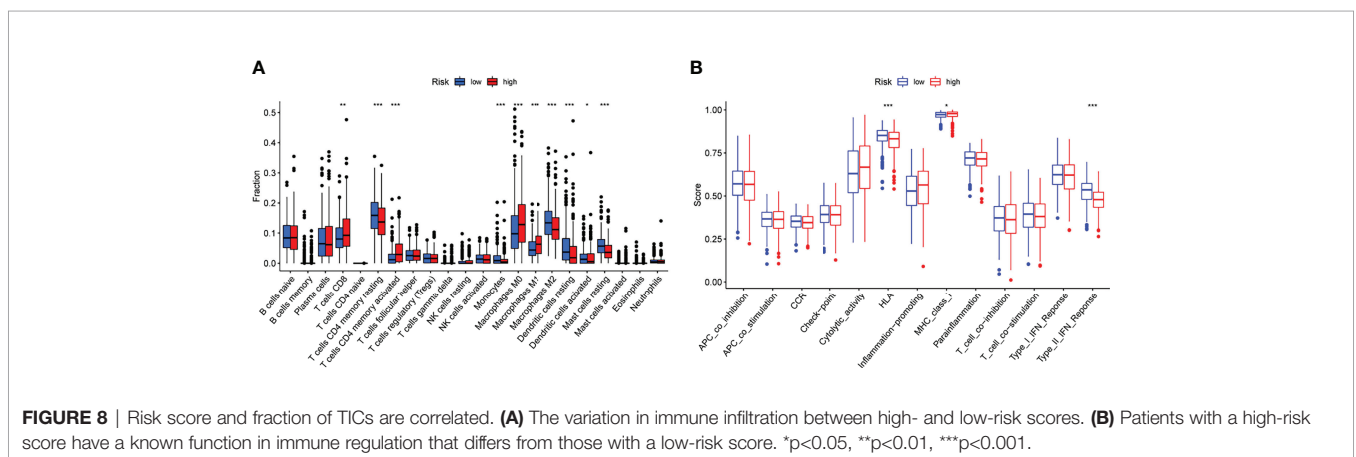 A
Risk low high
Fraction
0.5
0.4
0.3
0.2
0.1
0.0
** *** *** *** *** *** *** *** * ***
B cells naive
B cells memory
Plasma cells
T cells CD8
T cells CD4 naive
T cells CD4 memory resting
T cells CD4 memory activated
T cells follicular helper
T cells regulatory (Tregs)
T cells gamma delta
NK cells resting
NK cells activated
Monocytes
Macrophages M0
Macrophages M1
Macrophages M2
Dendritic cells resting
Dendritic cells activated
Mast cells resting
Mast cells activated
Eosinophils
Neutrophils
B
Risk low high
Score
1.00
0.75
0.50
0.25
0.00
*** * ***
APC_co_inhibition
APC_co_stimulation
CCR
Check-point
Cytolytic_activity
HLA
Inflammation-promoting
MHC_class_I
Parainflammation
T_cell_co-inhibition
T_cell_co-stimulation
Type_I_IFN_Response
Type_II_IFN_Response
FIGURE 8 | Risk score and fraction of TICs are correlated. (A) The variation in immune infiltration between high- and low-risk scores. (B) Patients with a high-risk
score have a known function in immune regulation that differs from those with a low-risk score. *p<0.05, **p<0.01, ***p<0.001.